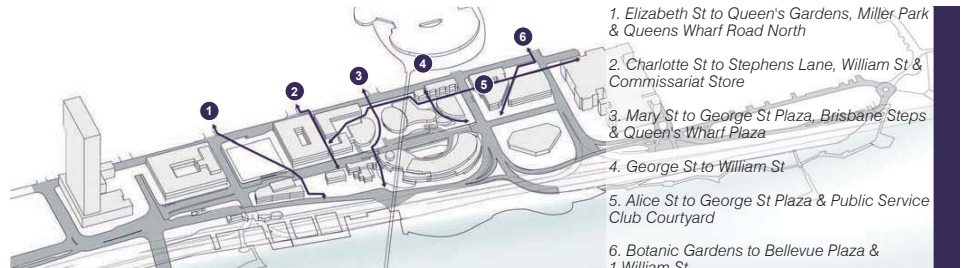 1
2
3
4
5
6
1. Elizabeth St to Queen's Gardens, Miller Park
& Queens Wharf Road North
2. Charlotte St to Stephens Lane, William St &
Commissariat Store
3. Mary St to George St Plaza, Brisbane Steps
& Queen's Wharf Plaza
4. George St to William St
5. Alice St to George St Plaza & Public Service
Club Courtyard
6. Botanic Gardens to Bellevue Plaza &
1 William St